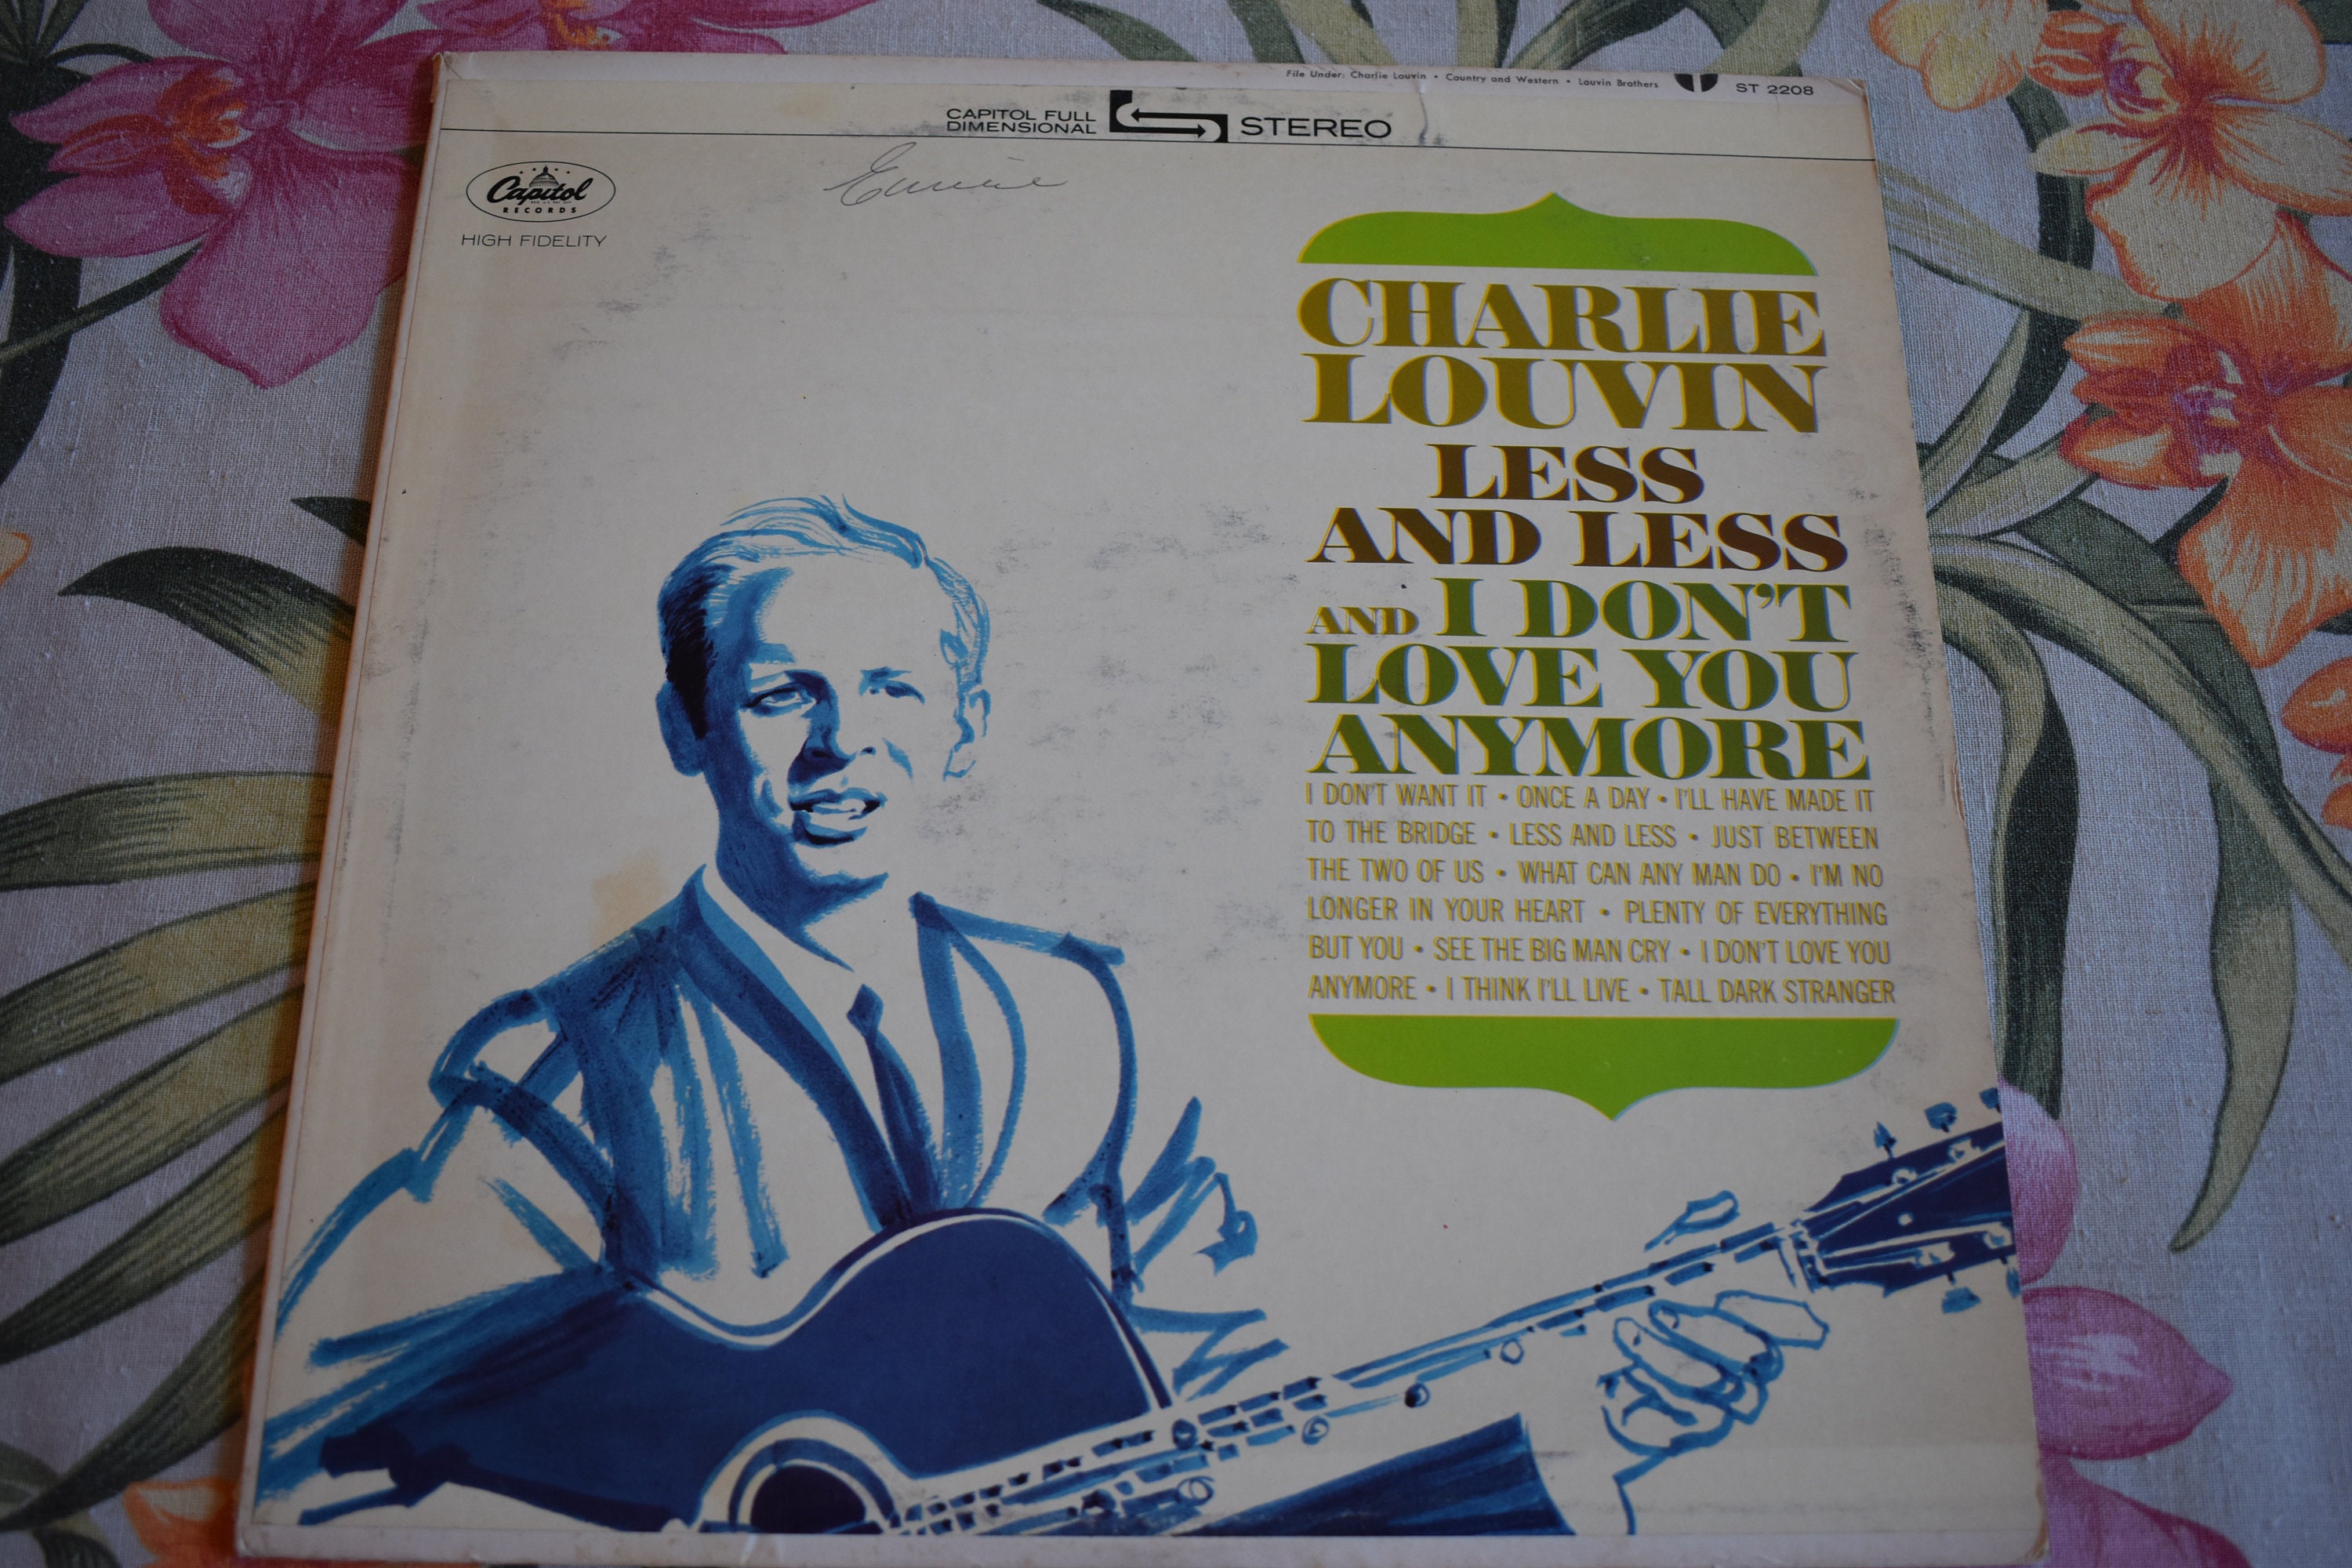 File Under: Charlie Louvin • Country and Western • Louvin Brothers
ST 2208
CAPITOL FULL
DIMENSIONAL
STEREO
Capitol
RECORDS
HIGH FIDELITY
CHARLIE
LOUVIN
LESS
AND LESS
AND I DON'T
LOVE YOU
ANYMORE
I DON'T WANT IT • ONCE A DAY • I'LL HAVE MADE IT
TO THE BRIDGE • LESS AND LESS • JUST BETWEEN
THE TWO OF US • WHAT CAN ANY MAN DO • I'M NO
LONGER IN YOUR HEART • PLENTY OF EVERYTHING
BUT YOU • SEE THE BIG MAN CRY • I DON'T LOVE YOU
ANYMORE • I THINK I'LL LIVE • TALL DARK STRANGER